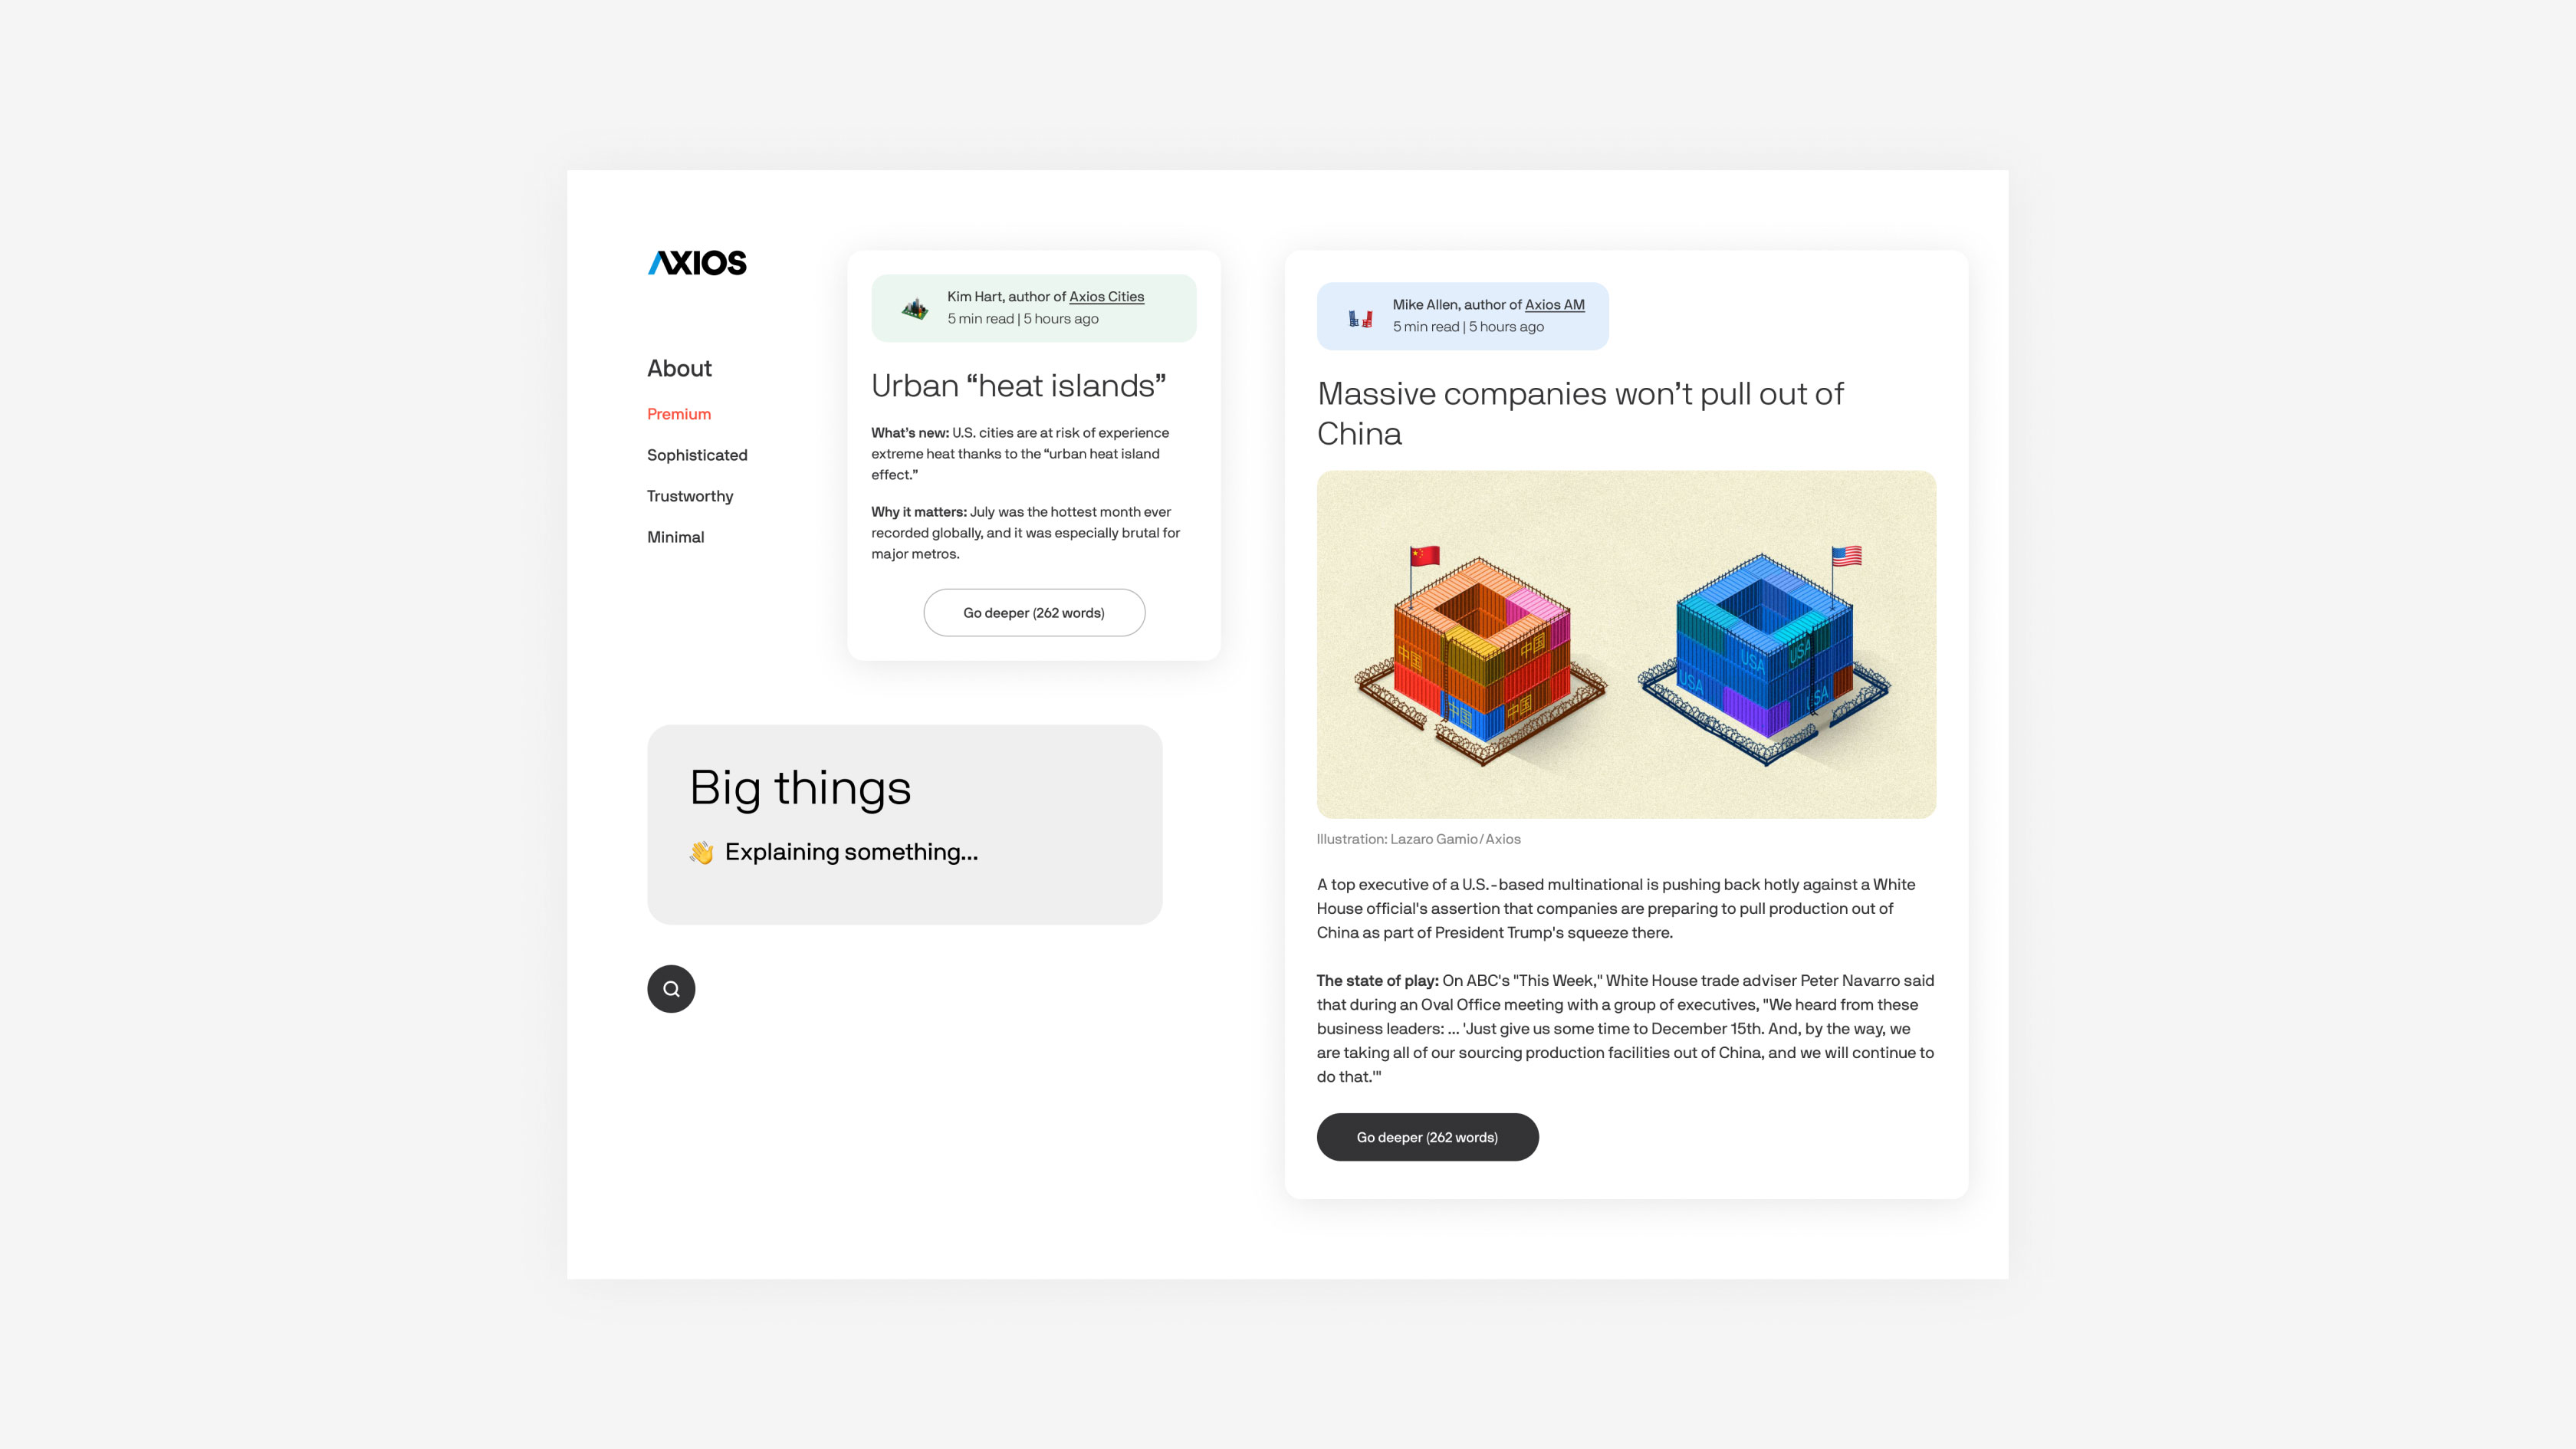 AXIOS
About
Premium
Sophisticated
Trustworthy
Minimal
Kim Hart, author of Axios Cities
5 min read | 5 hours ago
Urban “heat islands”
What's new: U.S. cities are at risk of experience
extreme heat thanks to the “urban heat island
effect.”
Why it matters: July was the hottest month ever
recorded globally, and it was especially brutal for
major metros.
Go deeper (262 words)
Big things
👋 Explaining something...
Mike Allen, author of Axios AM
5 min read | 5 hours ago
Massive companies won’t pull out of
China
中国
中国
中国
中国
USA
USA
USA
USA
Illustration: Lazaro Gamio/Axios
A top executive of a U.S.-based multinational is pushing back hotly against a White
House official's assertion that companies are preparing to pull production out of
China as part of President Trump's squeeze there.
The state of play: On ABC's "This Week," White House trade adviser Peter Navarro said
that during an Oval Office meeting with a group of executives, "We heard from these
business leaders: ... 'Just give us some time to December 15th. And, by the way, we
are taking all of our sourcing production facilities out of China, and we will continue to
do that.'"
Go deeper (262 words)